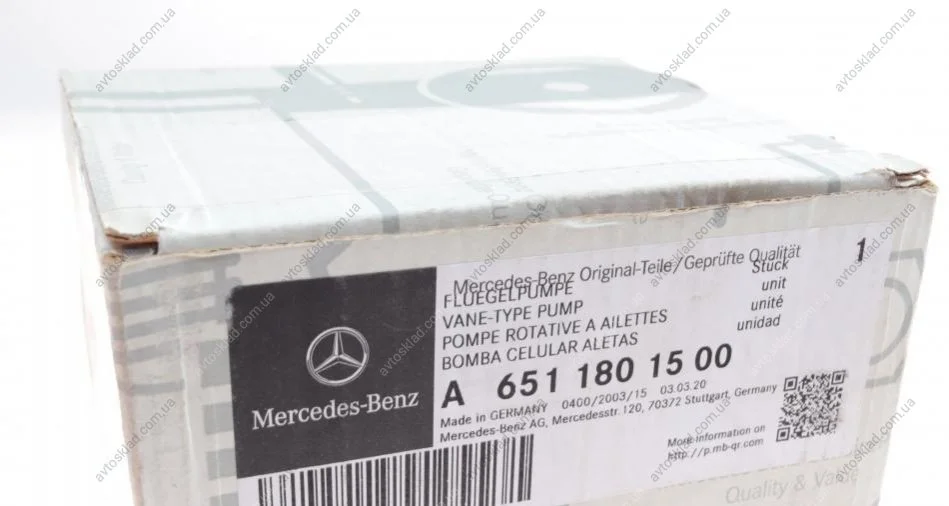 Mercedes-Benz Original-Teile/Geprüfte Qualität
1
FLUEGELPUMPE
Stück
VANE-TYPE PUMP
unit
POMPE ROTATIVE A AILETTES
unité
BOMBA CELULAR ALETAS
unidad
A 651 180 15 00
Mercedes-Benz
Made in GERMANY 0400/2003/15 03.03.20
Mercedes-Benz AG, Mercedesstr. 120, 70372 Stuttgart, Germany
More information on
http://p.mb-qr.com
Quality & Value
avtosklad.com.ua